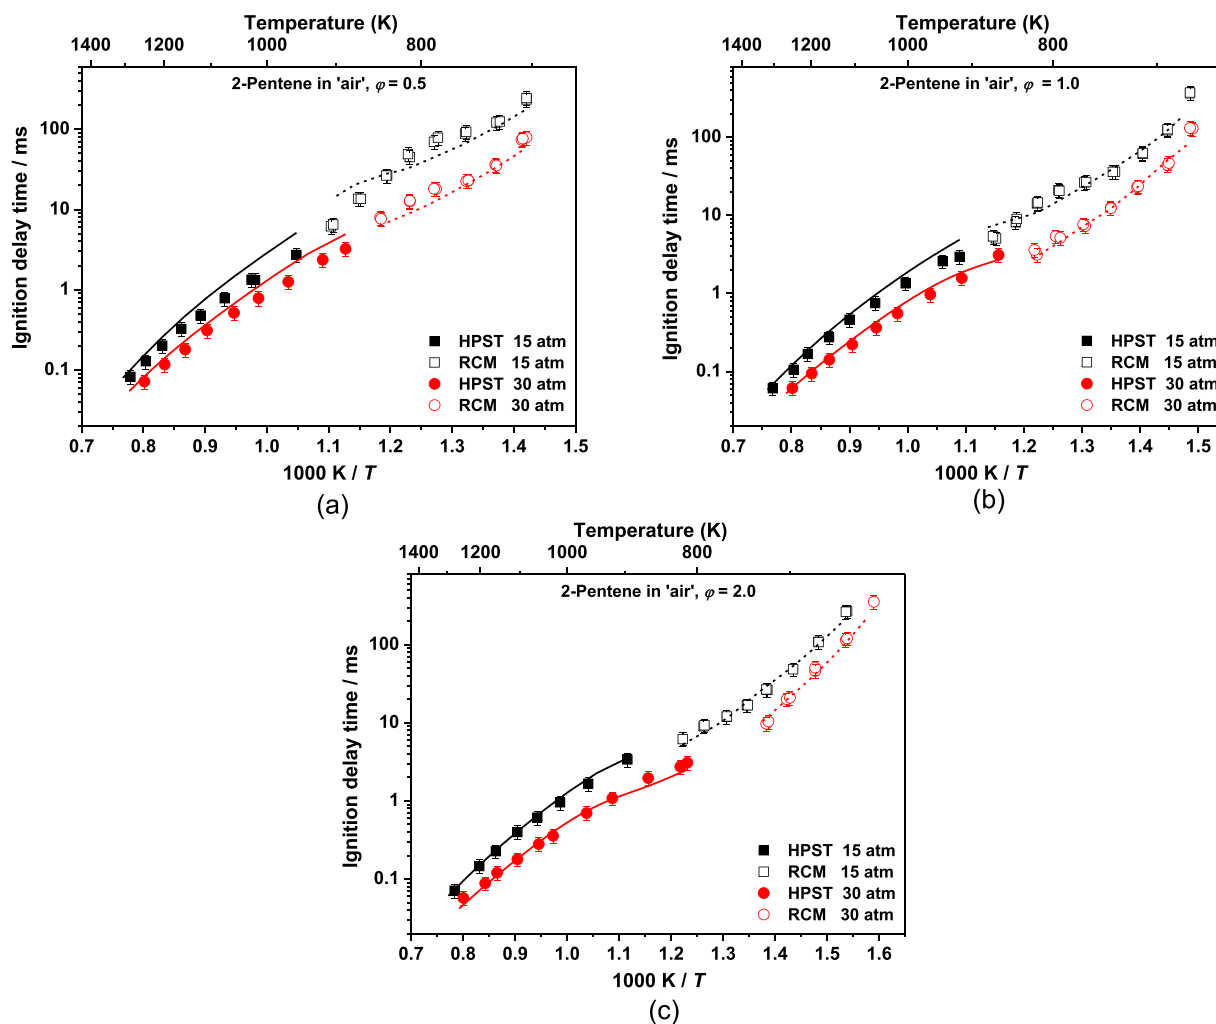 Temperature (K)
1400 1200 1000 800
2-Pentene in 'air', φ = 0.5
Ignition delay time / ms
100
10
1
0.1
HPST 15 atm
RCM 15 atm
HPST 30 atm
RCM 30 atm
0.7 0.8 0.9 1.0 1.1 1.2 1.3 1.4 1.5
1000 K / T
(a)
Temperature (K)
1400 1200 1000 800
2-Pentene in 'air', φ = 1.0
Ignition delay time / ms
100
10
1
0.1
HPST 15 atm
RCM 15 atm
HPST 30 atm
RCM 30 atm
0.7 0.8 0.9 1.0 1.1 1.2 1.3 1.4 1.5
1000 K / T
(b)
Temperature (K)
1400 1200 1000 800
2-Pentene in 'air', φ = 2.0
Ignition delay time / ms
100
10
1
0.1
HPST 15 atm
RCM 15 atm
HPST 30 atm
RCM 30 atm
0.7 0.8 0.9 1.0 1.1 1.2 1.3 1.4 1.5 1.6
1000 K / T
(c)